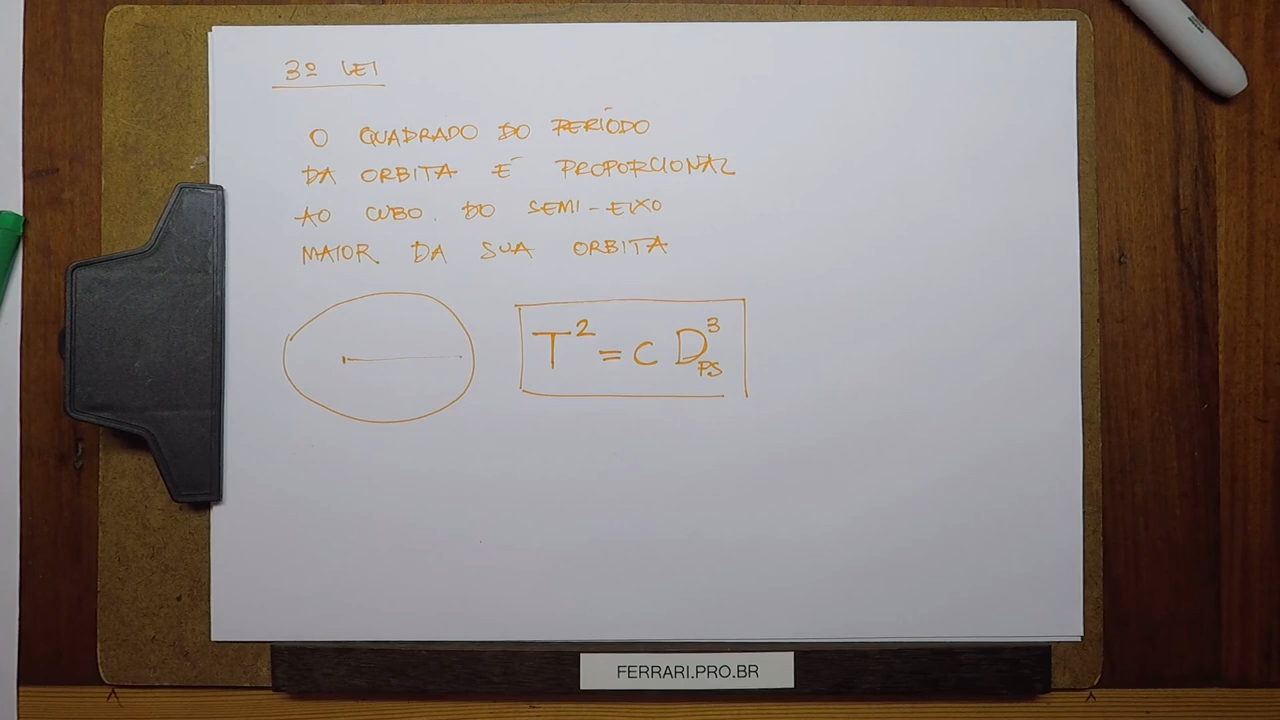 3º LEI
O QUADRADO DO PERÍODO
DA ORBITA É PROPORCIONAL
AO CUBO DO SEMI-EIXO
MAIOR DA SUA ORBITA
T² = C D³PS
FERRARI.PRO.BR